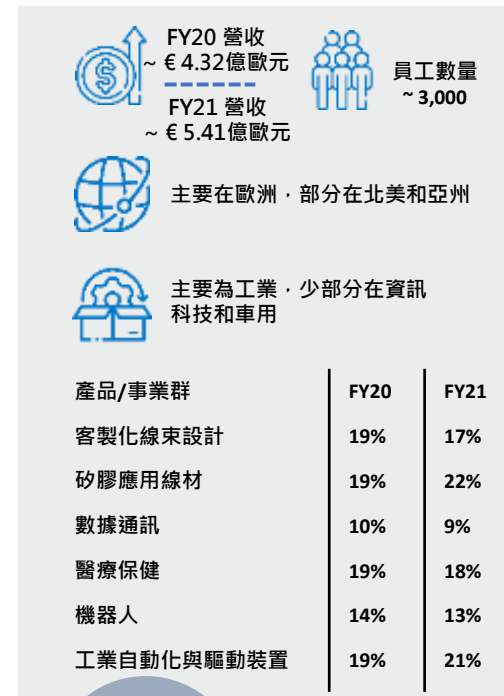 FY20 營收
~ € 4.32億歐元
FY21 營收
~ € 5.41億歐元
員工數量
~ 3,000
主要在歐洲，部分在北美和亞州
主要為工業，少部分在資訊
科技和車用
產品/事業群 FY20 FY21
客製化線束設計 19% 17%
矽膠應用線材 19% 22%
數據通訊 10% 9%
醫療保健 19% 18%
機器人 14% 13%
工業自動化與驅動裝置 19% 21%